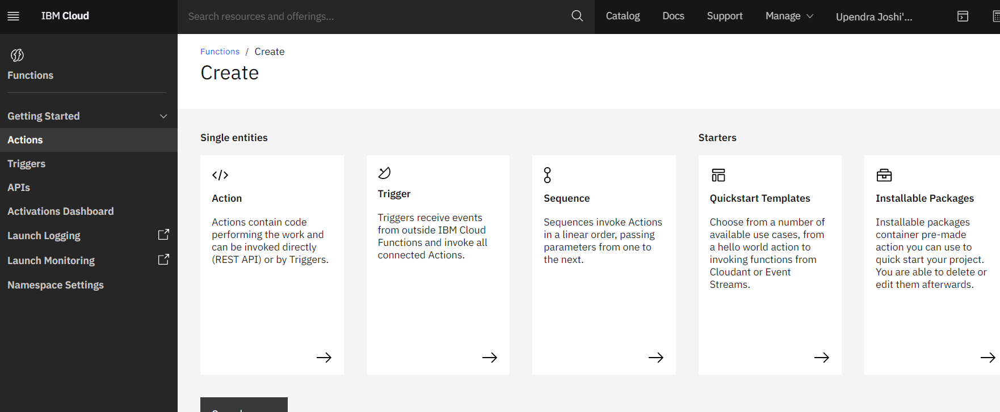 IBM Cloud
Search resources and offerings...
Catalog
Docs
Support
Manage
Upendra Joshi'...
Functions
Getting Started
Actions
Triggers
APIs
Activations Dashboard
Launch Logging
Launch Monitoring
Namespace Settings
Functions / Create
Create
Single entities
Action
Actions contain code
performing the work and
can be invoked directly
(REST API) or by Triggers.
Trigger
Triggers receive events
from outside IBM Cloud
Functions and invoke all
connected Actions.
Sequence
Sequences invoke Actions
in a linear order, passing
parameters from one to
the next.
Starters
Quickstart Templates
Choose from a number of
available use cases, from
a hello world action to
invoking functions from
Cloudant or Event
Streams.
Installable Packages
Installable packages
container pre-made
action you can use to
quick start your project.
You are able to delete or
edit them afterwards.